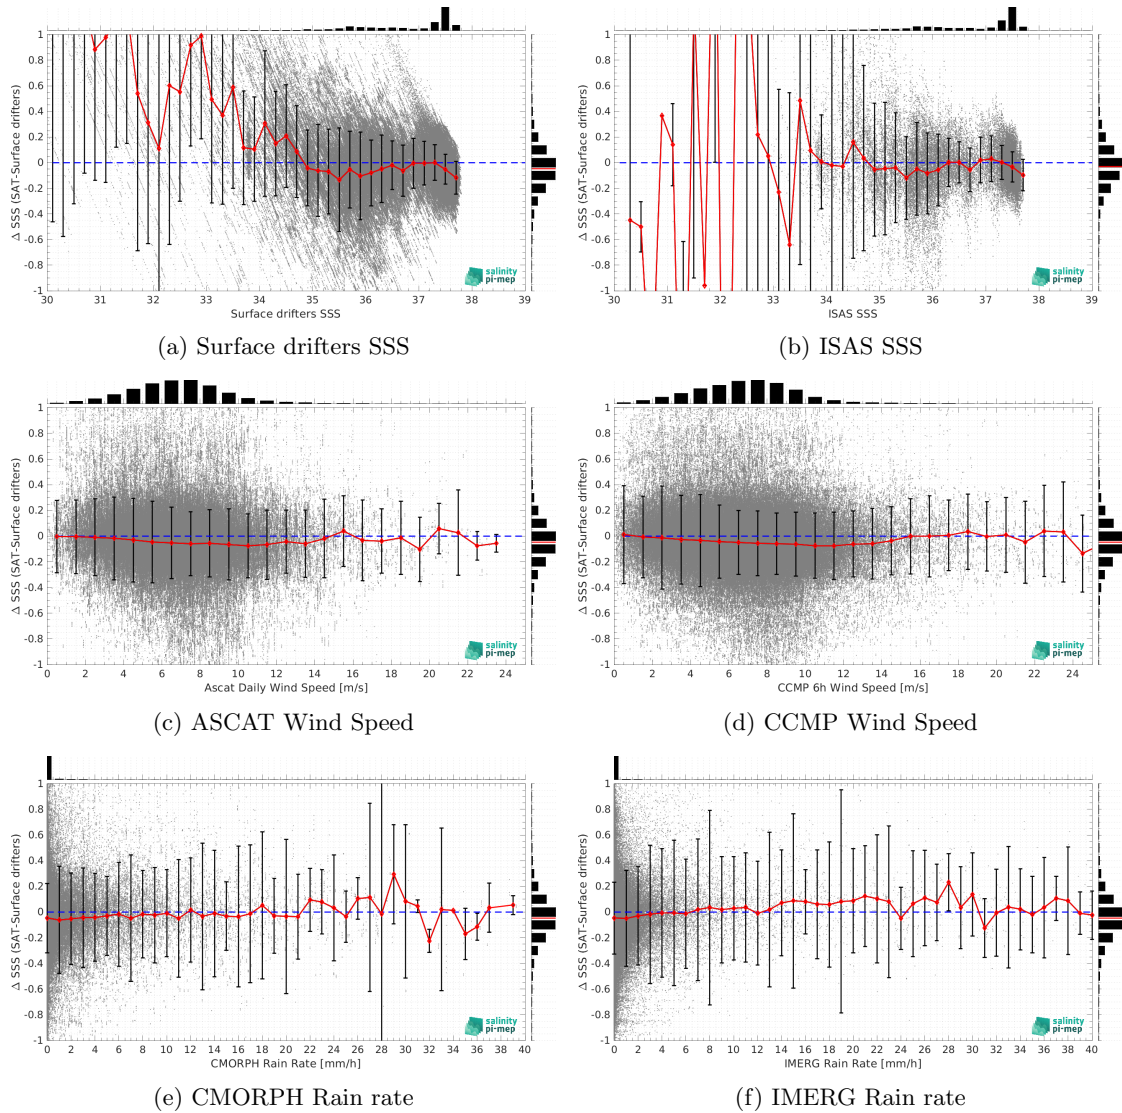 1
0.8
0.6
0.4
0.2
0
-0.2
-0.4
-0.6
-0.8
-1
Δ SSS (SAT-Surface drifters)
salinity
pi-mep
30 31 32 33 34 35 36 37 38 39
Surface drifters SSS
(a) Surface drifters SSS
1
0.8
0.6
0.4
0.2
0
-0.2
-0.4
-0.6
-0.8
-1
Δ SSS (SAT-Surface drifters)
salinity
pi-mep
30 31 32 33 34 35 36 37 38 39
ISAS SSS
(b) ISAS SSS
1
0.8
0.6
0.4
0.2
0
-0.2
-0.4
-0.6
-0.8
-1
Δ SSS (SAT-Surface drifters)
salinity
pi-mep
0 2 4 6 8 10 12 14 16 18 20 22 24
Ascat Daily Wind Speed [m/s]
(c) ASCAT Wind Speed
1
0.8
0.6
0.4
0.2
0
-0.2
-0.4
-0.6
-0.8
-1
Δ SSS (SAT-Surface drifters)
salinity
pi-mep
0 2 4 6 8 10 12 14 16 18 20 22 24
CCMP 6h Wind Speed [m/s]
(d) CCMP Wind Speed
1
0.8
0.6
0.4
0.2
0
-0.2
-0.4
-0.6
-0.8
-1
Δ SSS (SAT-Surface drifters)
salinity
pi-mep
0 2 4 6 8 10 12 14 16 18 20 22 24 26 28 30 32 34 36 38 40
CMORPH Rain Rate [mm/h]
(e) CMORPH Rain rate
1
0.8
0.6
0.4
0.2
0
-0.2
-0.4
-0.6
-0.8
-1
Δ SSS (SAT-Surface drifters)
salinity
pi-mep
0 2 4 6 8 10 12 14 16 18 20 22 24 26 28 30 32 34 36 38 40
IMERG Rain Rate [mm/h]
(f) IMERG Rain rate